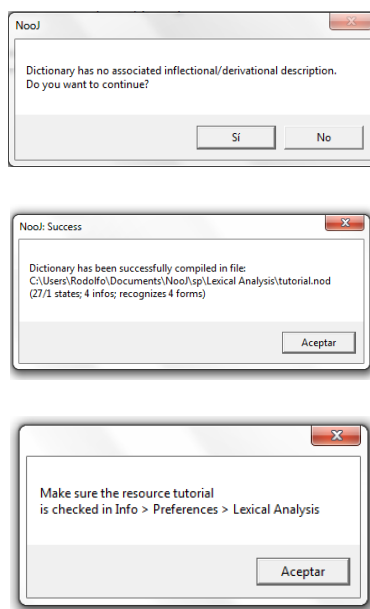 NooJ
Dictionary has no associated inflectional/derivational description.
Do you want to continue?
Sí
No
NooJ: Success
Dictionary has been successfully compiled in file:
C:\Users\Rodolfo\Documents\NooJ\sp\Lexical Analysis\tutorial.nod
(27/1 states; 4 infos; recognizes 4 forms)
Aceptar
Make sure the resource tutorial
is checked in Info > Preferences > Lexical Analysis
Aceptar